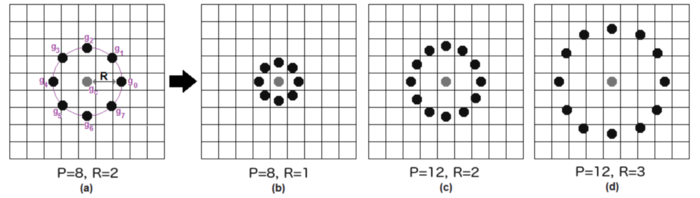 g2
g3 g1
R
g4 gc g0
g5 g7
g6
P=8, R=2 P=8, R=1 P=12, R=2 P=12, R=3
(a) (b) (c) (d)